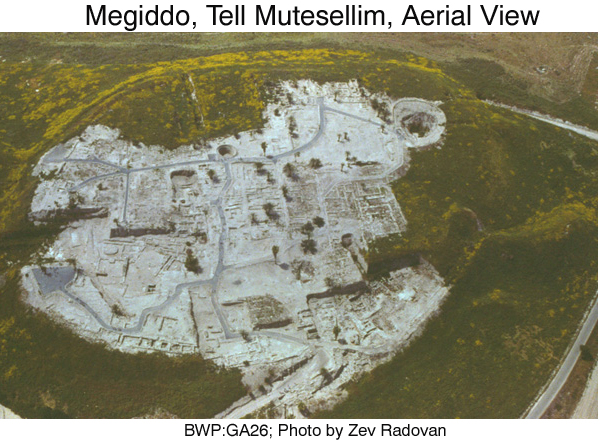 Megiddo, Tell Mutesellim, Aerial View
BWP:GA26; Photo by Zev Radovan